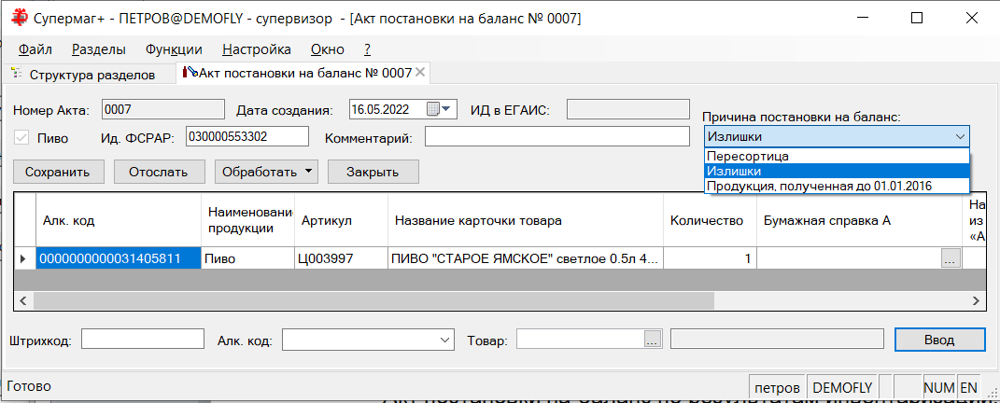 Супермаг+ - ПЕТРОВ@DEMOFLY - супервизор - [Акт постановки на баланс № 0007]
Файл Разделы Функции Настройка Окно ?
Структура разделов Акт постановки на баланс № 0007
Номер Акта: 0007 Дата создания: 16.05.2022 ИД в ЕГАИС:
Причина постановки на баланс:
Пиво Ид. ФСРАР: 030000553302 Комментарий: Излишки
Пересортица
Излишки
Продукция, полученная до 01.01.2016
Сохранить Отослать Обработать Закрыть
Алк. код Наименование продукции Артикул Название карточки товара Количество Бумажная справка А На из «А
0000000000031405811 Пиво Ц003997 ПИВО "СТАРОЕ ЯМСКОЕ" светлое 0.5л 4... 1 ...
Штрихкод: Алк. код: Товар: ... Ввод
Готово петров DEMOFLY NUM EN